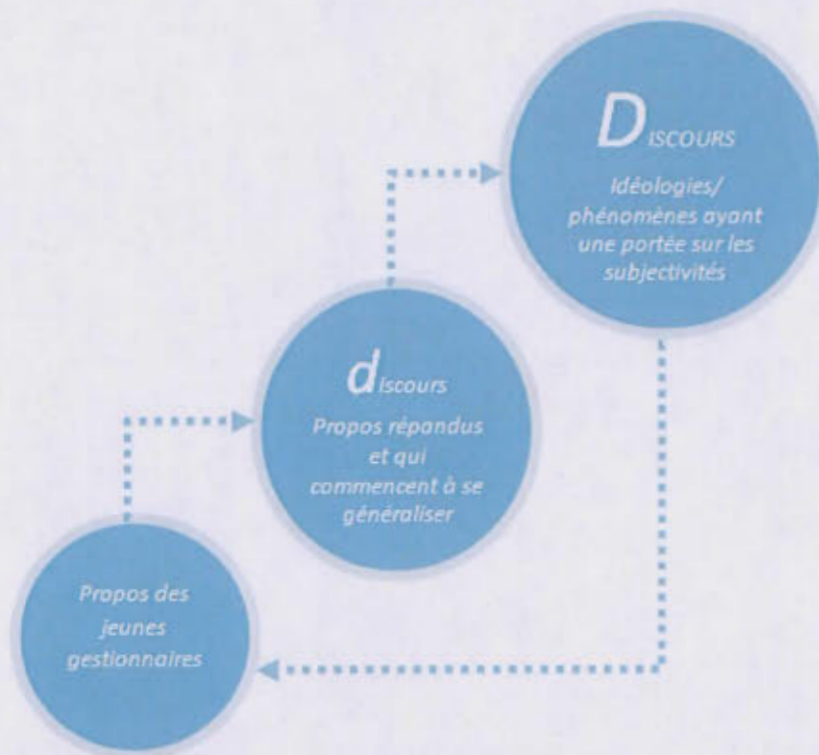 DISCOURS
Idéologies/
phénomènes ayant
une portée sur les
subjectivités
discours
Propos répandus
et qui
commencent à se
généraliser
Propos des
jeunes
gestionnaires